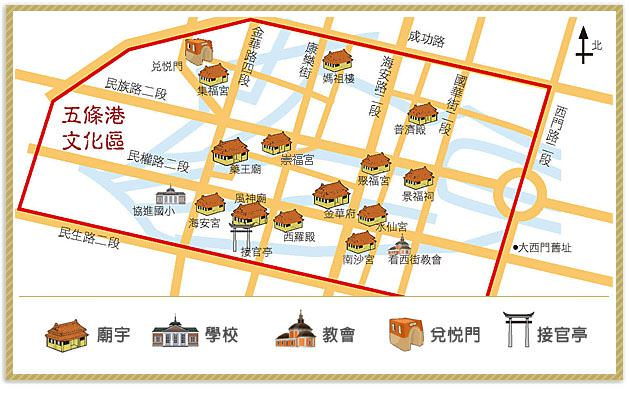 成功路
北
金華路四段
康樂街
海安路二段
國華街二段
西門路二段
兌悅門
集福宮
媽祖樓
民族路二段
五條港
文化區
普濟殿
民權路二段
藥王廟
崇福宮
聚福宮
景福祠
協進國小
海安宮
風神廟
接官亭
西羅殿
金華府
水仙宮
南沙宮
看西街教會
大西門舊址
民生路二段
廟宇
學校
教會
兌悅門
接官亭